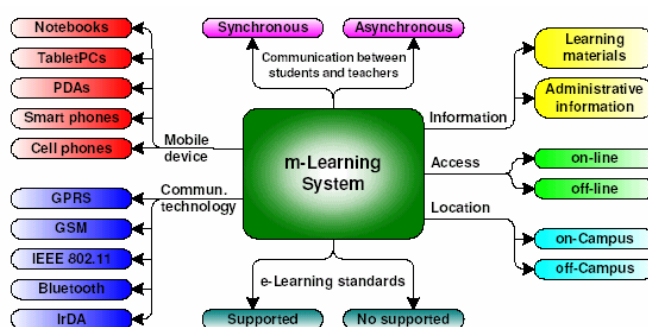 Notebooks
TabletPCs
PDAs
Smart phones
Cell phones
Mobile
device
Synchronous
Asynchronous
Communication between
students and teachers
Learning
materials
Administrative
information
Information
m-Learning
System
Access
on-line
off-line
Location
on-Campus
off-Campus
Commun.
technology
GPRS
GSM
IEEE 802.11
Bluetooth
IrDA
e-Learning standards
Supported
No supported